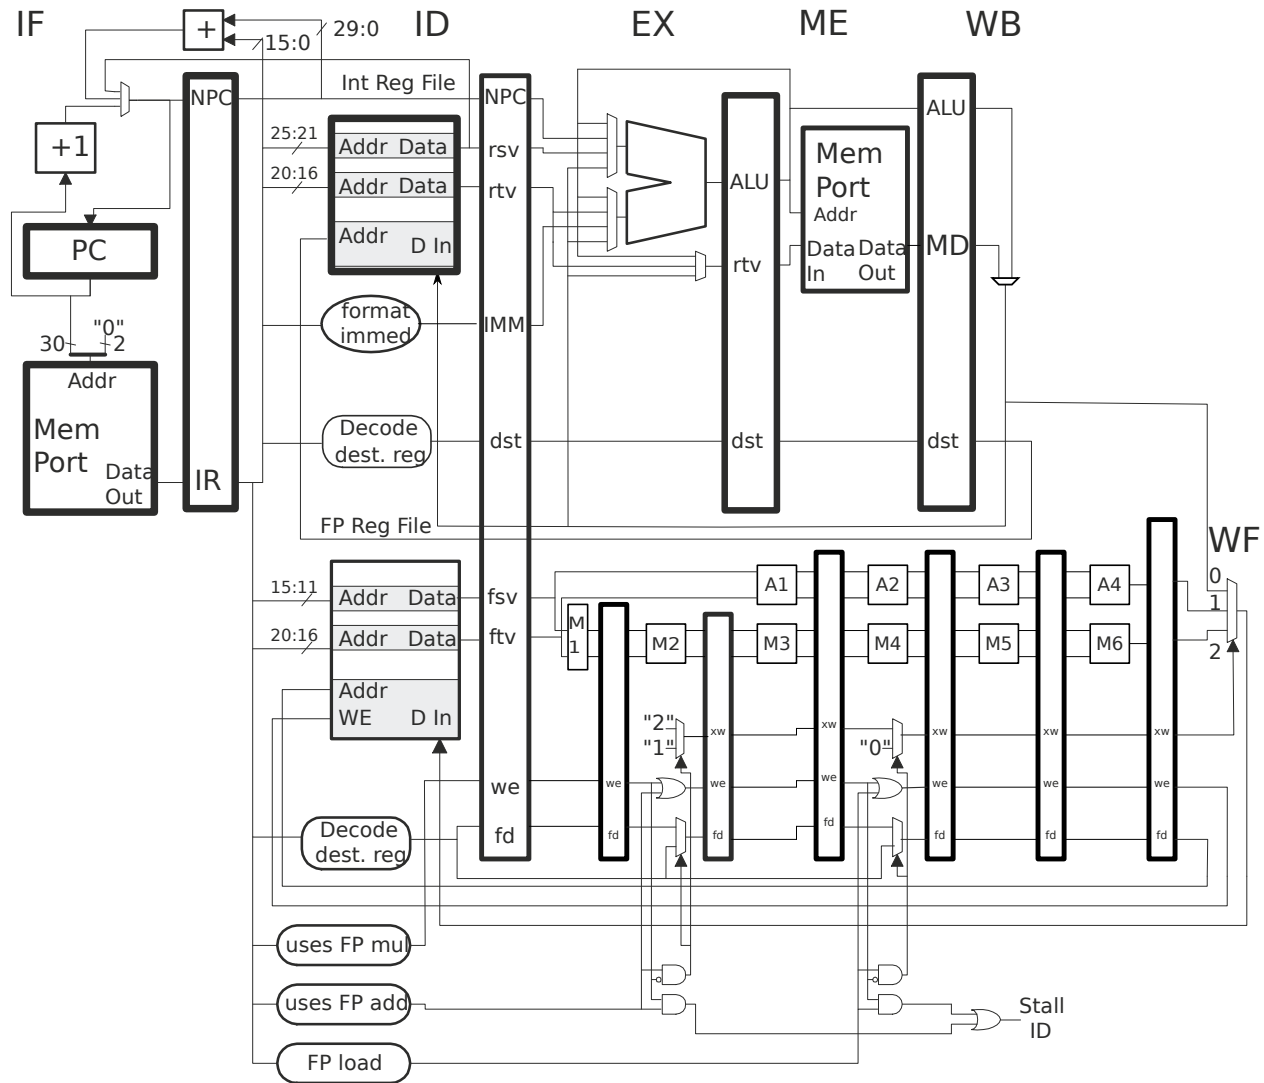 IF
ID
EX
ME
WB
+
29:0
15:0
Int Reg File
NPC
NPC
ALU
+1
25:21
Addr Data
rsv
Mem
Port
20:16
Addr Data
rtv
ALU
Addr
PC
Addr
D In
rtv
Data
In
Data
Out
MD
format
immed
IMM
30
"0"
2
Addr
Mem
Port
Data
Out
IR
Decode
dest. reg
dst
dst
dst
FP Reg File
WF
15:11
Addr Data
fsv
A1
A2
A3
A4
0
1
20:16
Addr Data
ftv
M
1
M2
M3
M4
M5
M6
2
Addr
WE D In
"2"
"1"
xw
"0"
xw
xw
xw
we
we
we
we
we
we
we
Decode
dest. reg
fd
fd
fd
fd
fd
fd
fd
uses FP mul
uses FP add
Stall
ID
FP load